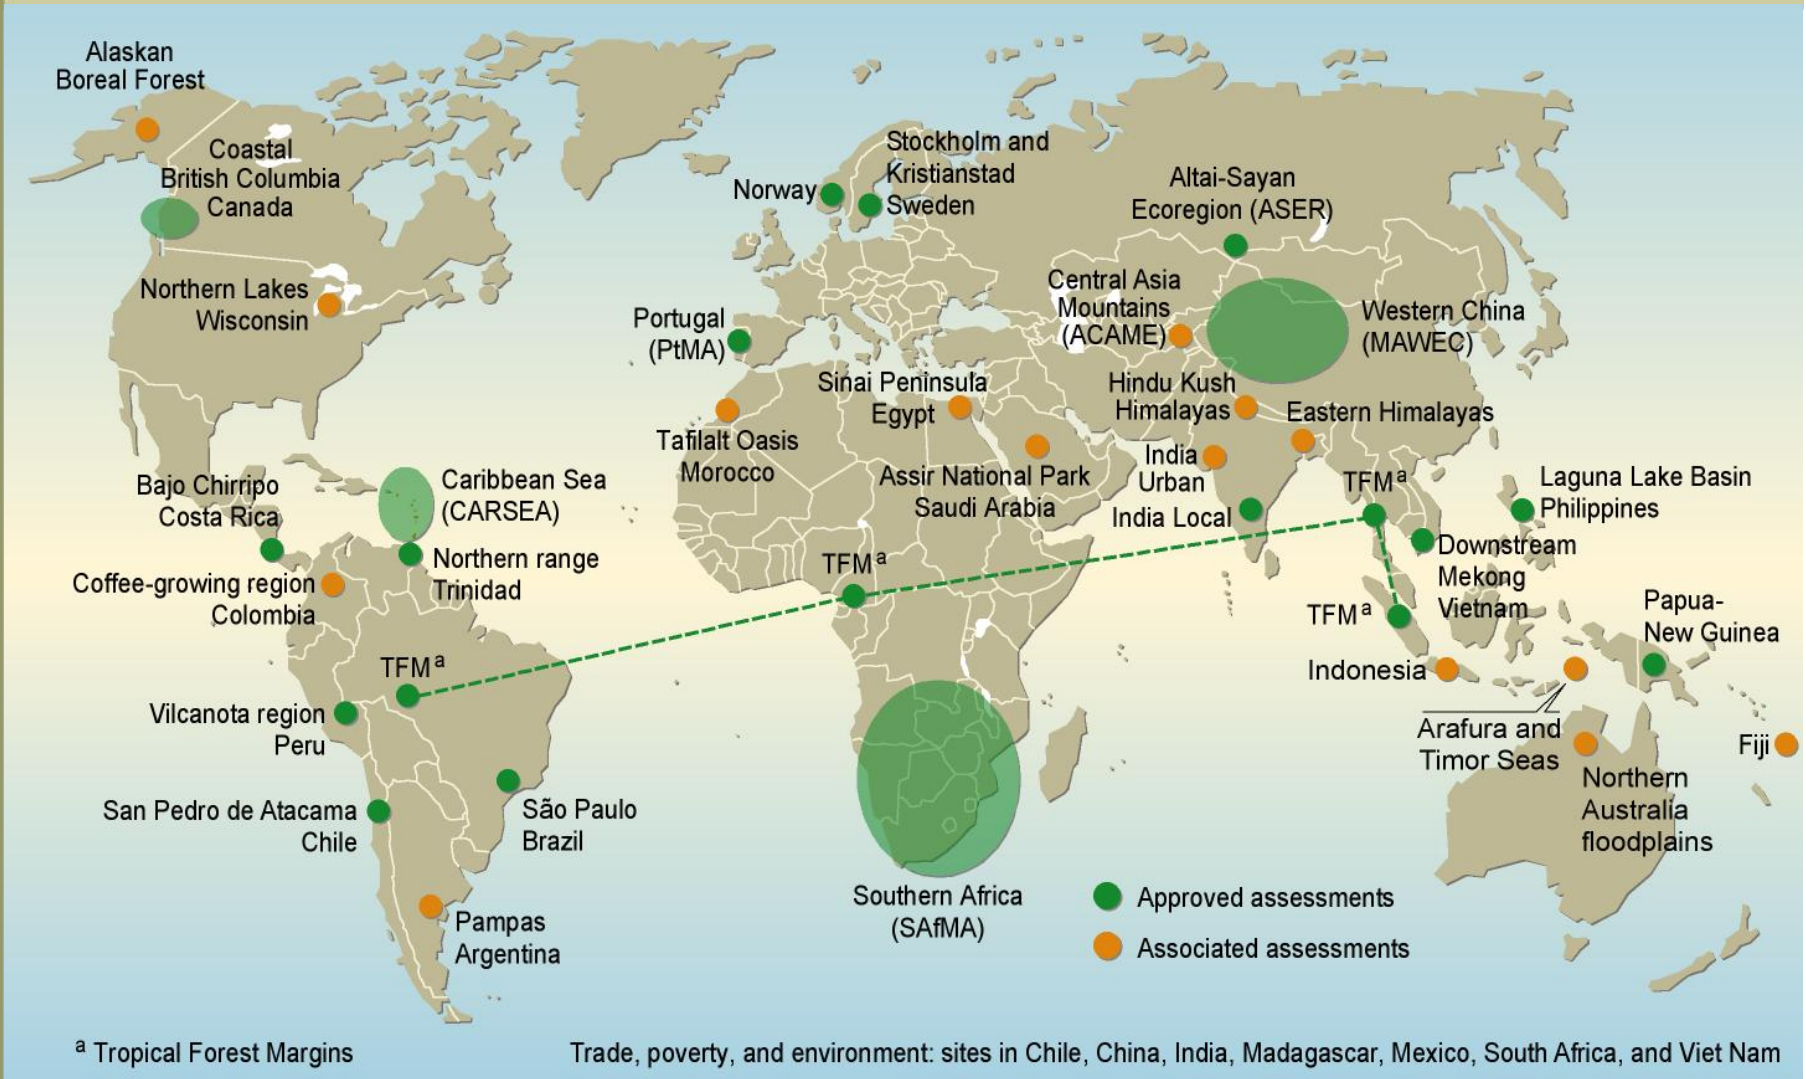 Alaskan
Boreal Forest
Coastal
British Columbia
Canada
Northern Lakes
Wisconsin
Norway
Stockholm and
Kristianstad
Sweden
Altai-Sayan
Ecoregion (ASER)
Central Asia
Mountains
(ACAME)
Western China
(MAWEC)
Portugal
(PtMA)
Sinai Peninsula
Egypt
Hindu Kush
Himalayas
Eastern Himalayas
Tafilalt Oasis
Morocco
Assir National Park
Saudi Arabia
India
Urban
India Local
TFM a
Laguna Lake Basin
Philippines
Bajo Chirripo
Costa Rica
Caribbean Sea
(CARSEA)
Northern range
Trinidad
Coffee-growing region
Colombia
TFM a
Downstream
Mekong
Vietnam
TFM a
Papua-
New Guinea
TFM a
Indonesia
Vilcanota region
Peru
Arafura and
Timor Seas
Fiji
Northern
Australia
floodplains
San Pedro de Atacama
Chile
São Paulo
Brazil
Southern Africa
(SAfMA)
Pampas
Argentina
Approved assessments
Associated assessments
a Tropical Forest Margins
Trade, poverty, and environment: sites in Chile, China, India, Madagascar, Mexico, South Africa, and Viet Nam